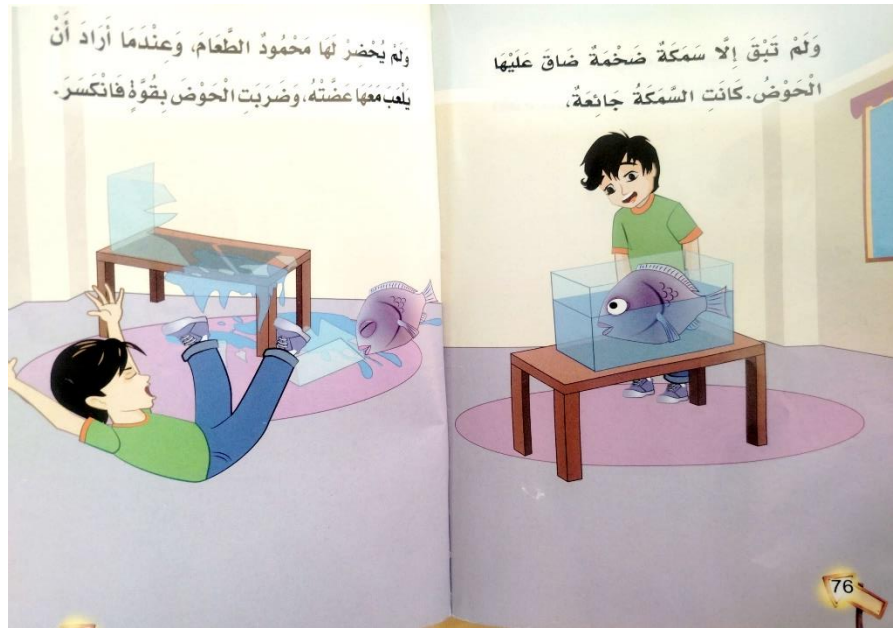 وَلَمْ تَبْقَ إِلَّا سَمَكَةٌ ضَخْمَةٌ ضَاقَ عَلَيْهَا
الْحَوْضُ. كَانَتِ السَّمَكَةُ جَائِعَةٌ،
76
وَلَمْ يُحْضِرْ لَهَا مَحْمُودٌ الطَّعَامَ، وَعِنْدَمَا أَرَادَ أَنْ
يَلْعَبَ مَعَهَا عَضَّتْهُ، وَضَرَبَتِ الْحَوْضَ بِقُوَّةٍ فَانْكَسَرَ.